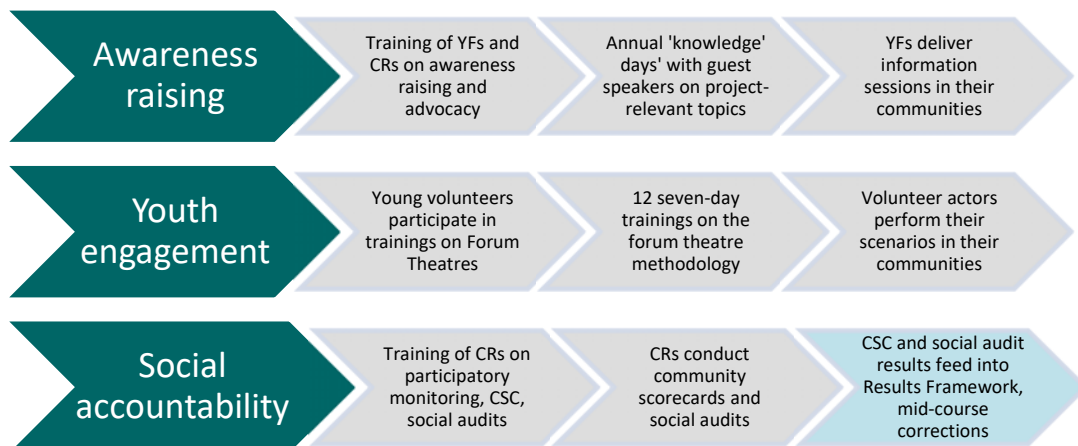 Awareness
raising
Training of YFs and
CRs on awareness
raising and
advocacy
Annual 'knowledge'
days' with guest
speakers on project-
relevant topics
YFs deliver
information
sessions in their
communities
Youth
engagement
Young volunteers
participate in
trainings on Forum
Theatres
12 seven-day
trainings on the
forum theatre
methodology
Volunteer actors
perform their
scenarios in their
communities
Social
accountability
Training of CRs on
participatory
monitoring, CSC,
social audits
CRs conduct
community
scorecards and
social audits
CSC and social audit
results feed into
Results Framework,
mid-course
corrections